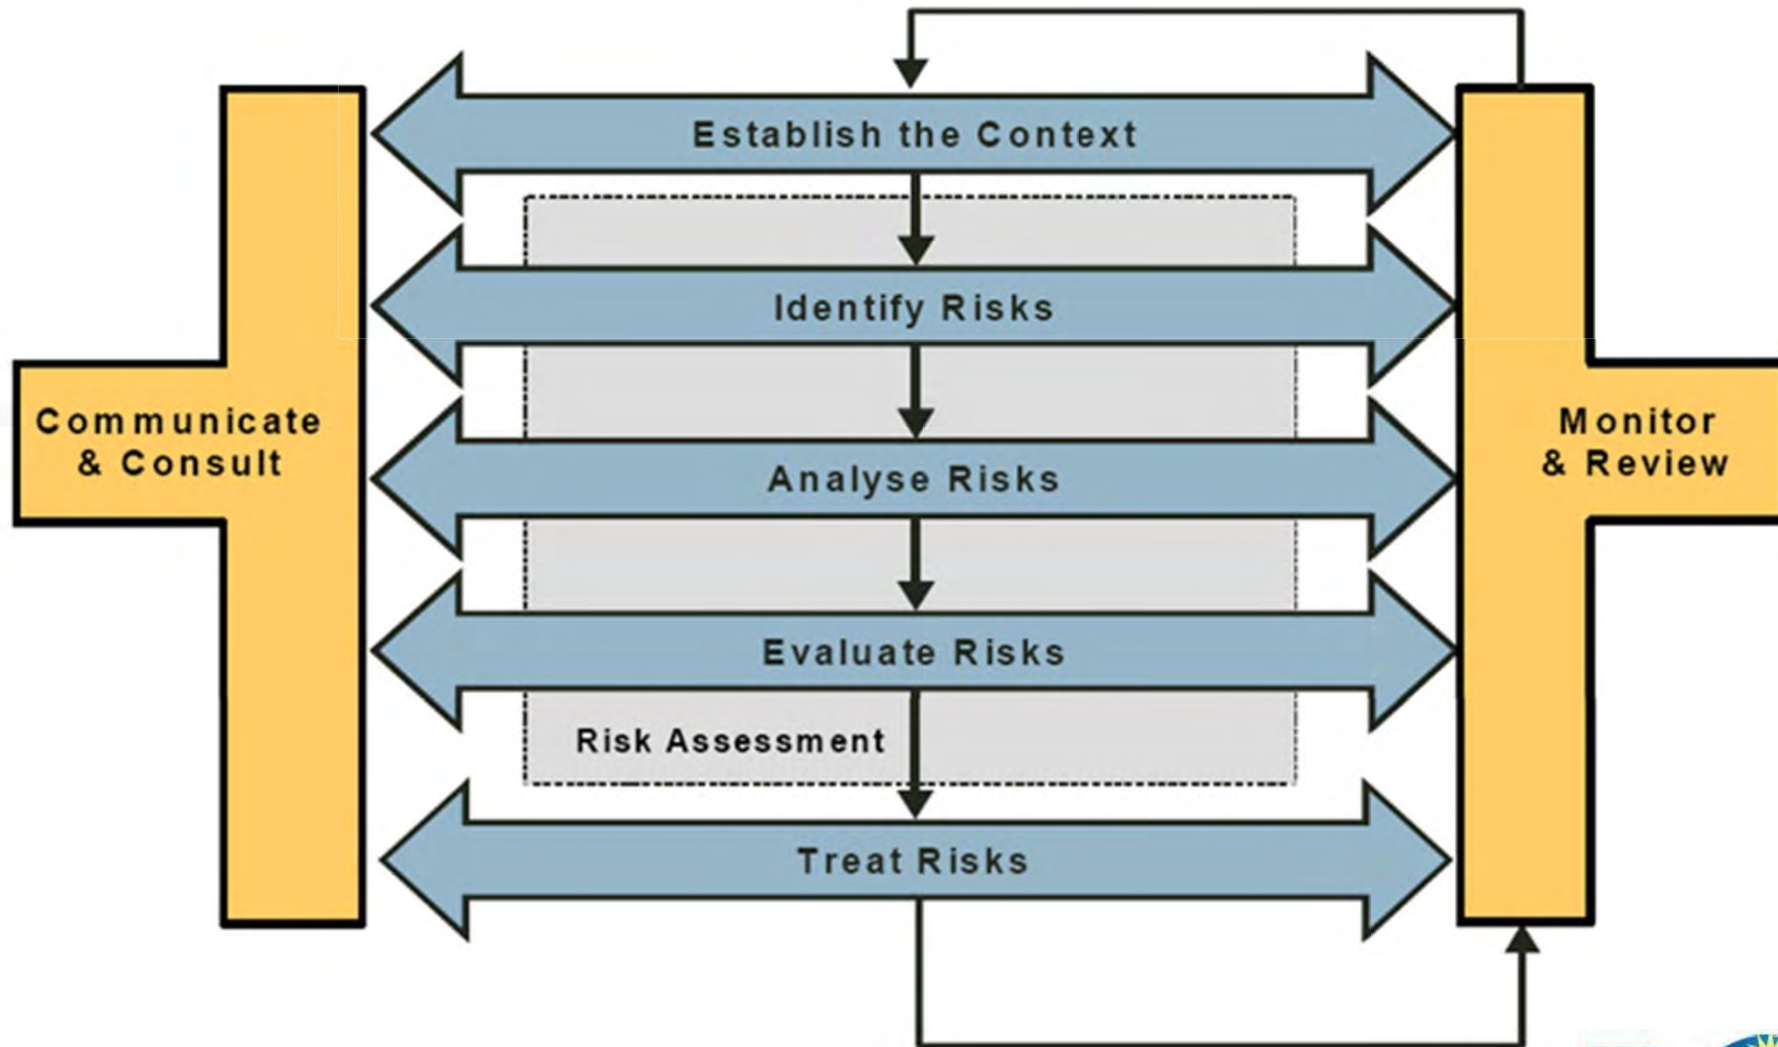 Establish the Context
Identify Risks
Communicate
& Consult
Monitor
& Review
Analyse Risks
Evaluate Risks
Risk Assessment
Treat Risks